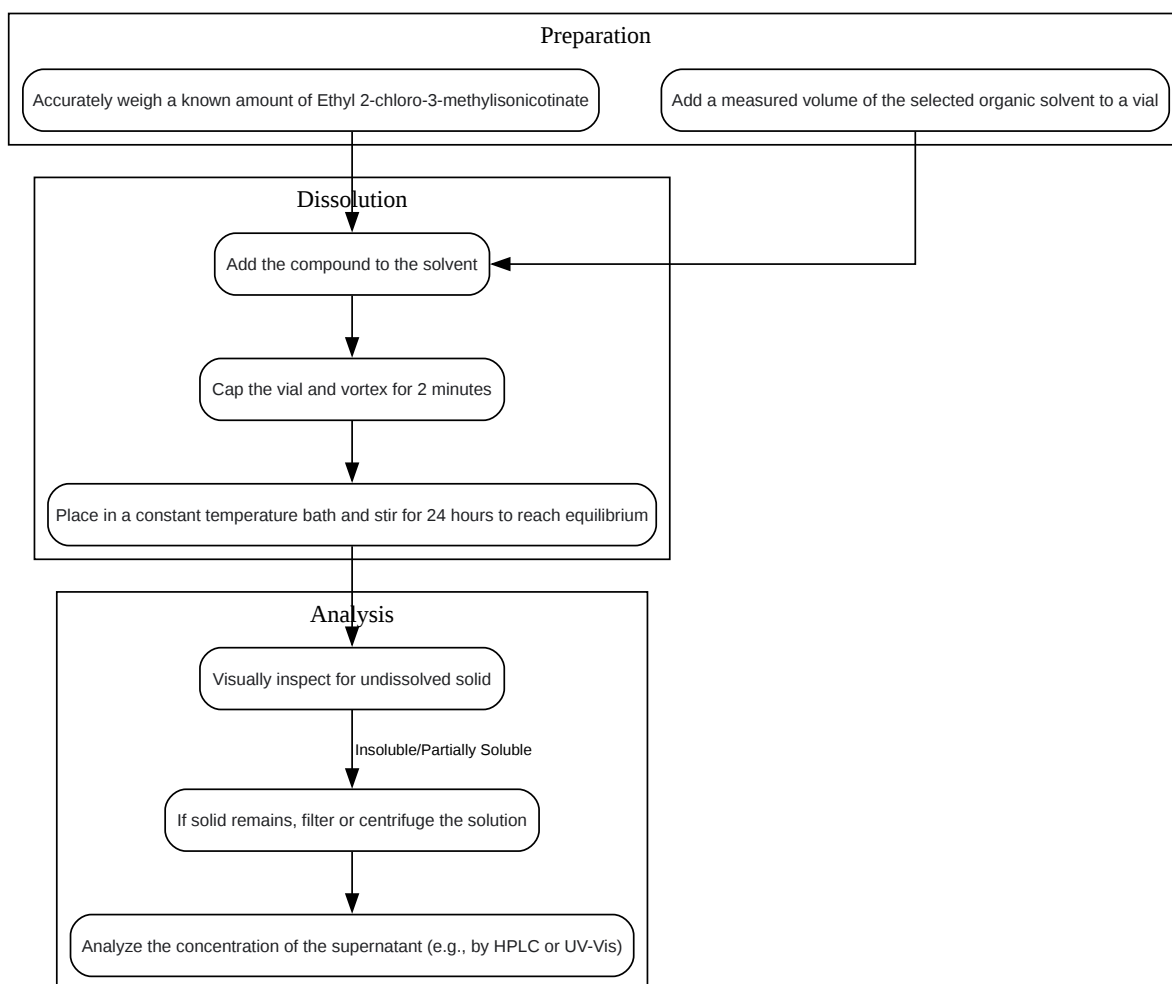 Preparation
Accurately weigh a known amount of Ethyl 2-chloro-3-methylisonicotinate
Add a measured volume of the selected organic solvent to a vial
Dissolution
Add the compound to the solvent
Cap the vial and vortex for 2 minutes
Place in a constant temperature bath and stir for 24 hours to reach equilibrium
Analysis
Visually inspect for undissolved solid
Insoluble/Partially Soluble
If solid remains, filter or centrifuge the solution
Analyze the concentration of the supernatant (e.g., by HPLC or UV-Vis)